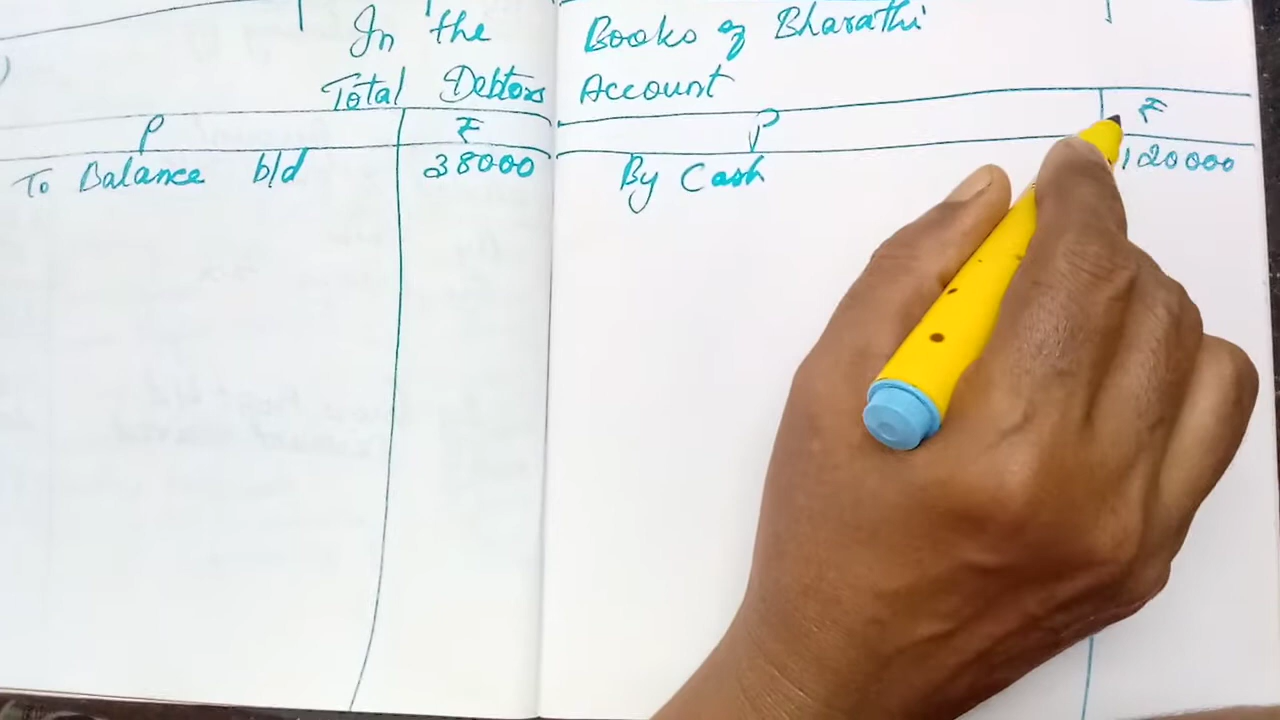 In the Books of Bharathi
Total Debtors Account
P ₹ P ₹
To Balance b/d 38000 By Cash 120000